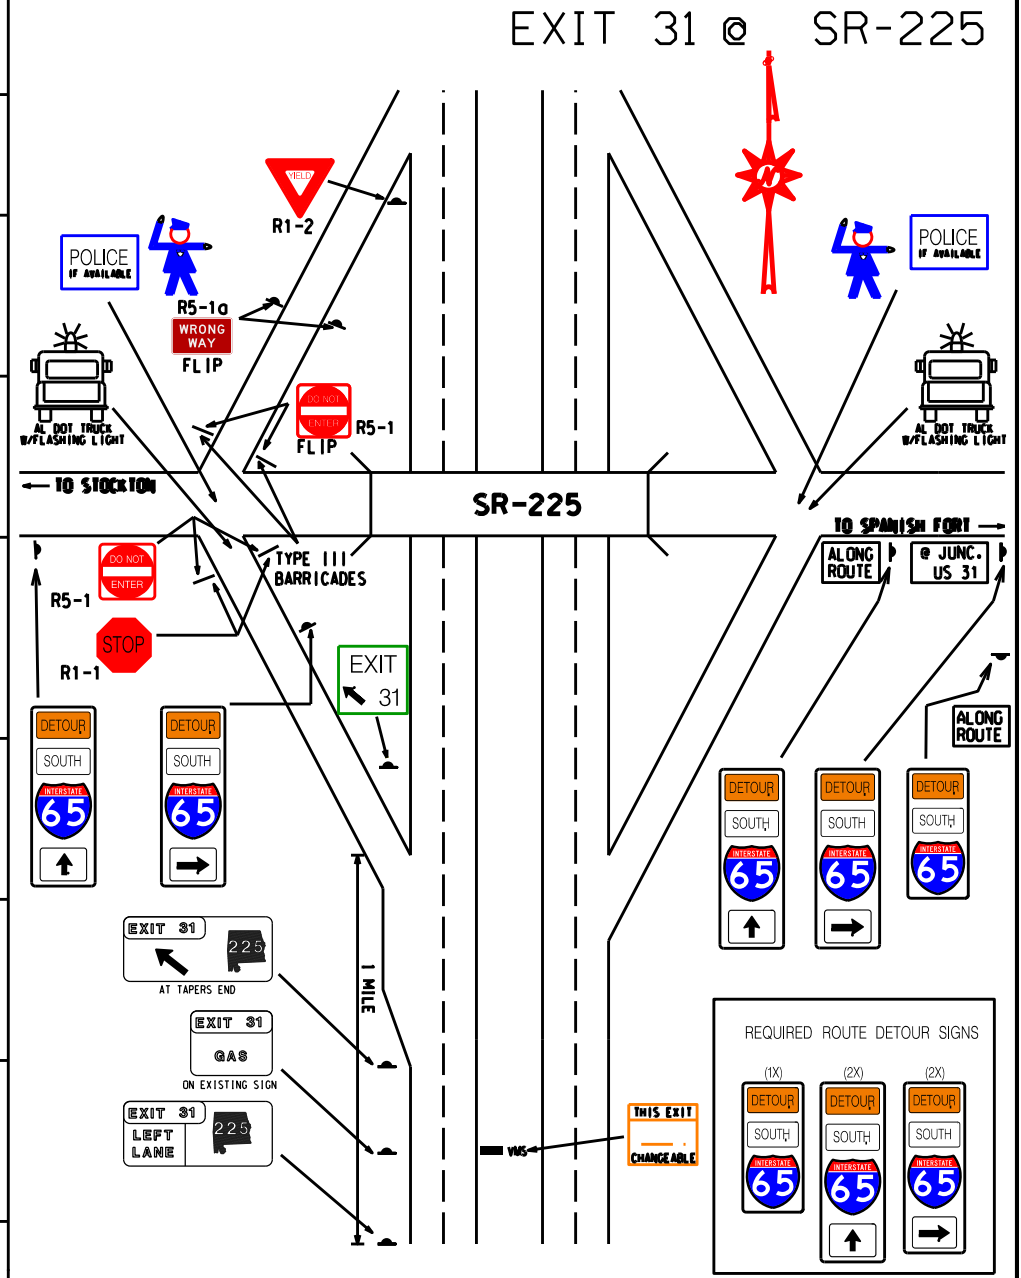 EXIT 31 @ SR-225
YIELD
R1-2
N
POLICE
IF AVAILABLE
POLICE
IF AVAILABLE
R5-1a
WRONG
WAY
FLIP
DO NOT
ENTER
R5-1
FLIP
AL DOT TRUCK
W/FLASHING LIGHT
AL DOT TRUCK
W/FLASHING LIGHT
TO STOCKTON
SR-225
TO SPANISH FORT
DO NOT
ENTER
R5-1
TYPE III
BARRICADES
ALONG
ROUTE
@ JUNC.
US 31
STOP
R1-1
EXIT
31
ALONG
ROUTE
DETOUR
SOUTH
INTERSTATE
65
DETOUR
SOUTH
INTERSTATE
65
DETOUR
SOUTH
INTERSTATE
65
DETOUR
SOUTH
INTERSTATE
65
DETOUR
SOUTH
INTERSTATE
65
EXIT 31
225
AT TAPERS END
1 MILE
EXIT 31
GAS
ON EXISTING SIGN
EXIT 31
LEFT
LANE
225
VMS
THIS EXIT
CHANGEABLE
REQUIRED ROUTE DETOUR SIGNS
(1X)
DETOUR
SOUTH
INTERSTATE
65
(2X)
DETOUR
SOUTH
INTERSTATE
65
(2X)
DETOUR
SOUTH
INTERSTATE
65